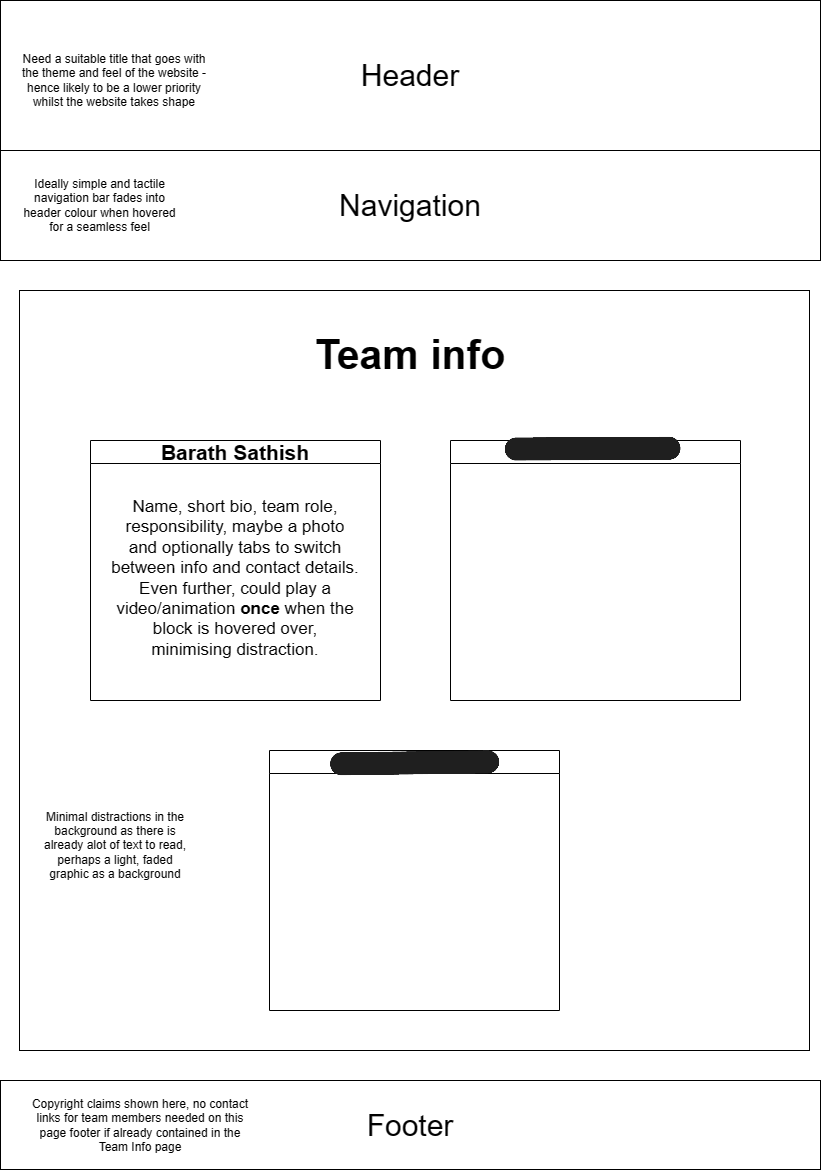 Need a suitable title that goes with
the theme and feel of the website -
hence likely to be a lower priority
whilst the website takes shape
Header
Ideally simple and tactile
navigation bar fades into
header colour when hovered
for a seamless feel
Navigation
Team info
Barath Sathish
Name, short bio, team role,
responsibility, maybe a photo
and optionally tabs to switch
between info and contact details.
Even further, could play a
video/animation once when the
block is hovered over,
minimising distraction.
Minimal distractions in the
background as there is
already alot of text to read,
perhaps a light, faded
graphic as a background
Copyright claims shown here, no contact
links for team members needed on this
page footer if already contained in the
Team Info page
Footer